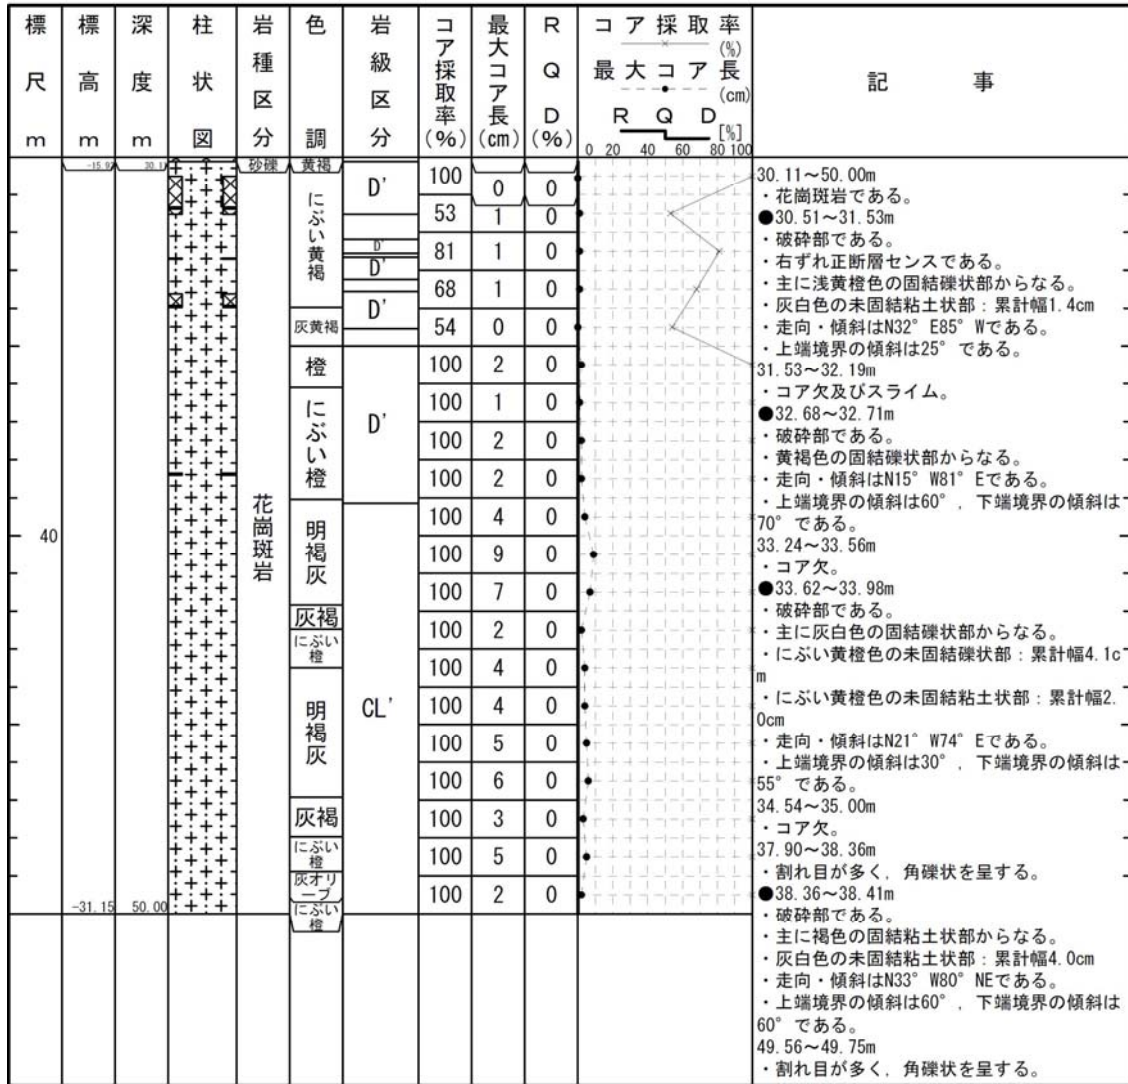 標尺m
標高m
深度m
柱状図
岩種区分
色調
岩級区分
コア採取率(%)
最大コア長(cm)
RQD(%)
コア採取率
(%)
最大コア長
(cm)
RQD
[%]
0 20 40 60 80 100
記事
30.11
砂礫
黄褐
にぶい黄褐
灰黄褐
橙
にぶい橙
明褐灰
灰褐
にぶい橙
明褐灰
灰褐
にぶい橙
灰オリーブ
にぶい橙
花崗斑岩
40
-31.15 50.00
D'
D'
D'
D'
D'
CL'
100 0 0
53 1 0
81 1 0
68 1 0
54 0 0
100 2 0
100 1 0
100 2 0
100 2 0
100 4 0
100 9 0
100 7 0
100 2 0
100 4 0
100 4 0
100 5 0
100 6 0
100 3 0
100 5 0
100 2 0
30.11～50.00m
・花崗斑岩である。
●30.51～31.53m
・破砕部である。
・右ずれ正断層センスである。
・主に浅黄橙色の固結礫状部からなる。
・灰白色の未固結粘土状部：累計幅1.4cm
・走向・傾斜はN32°E85°Wである。
・上端境界の傾斜は25°である。
31.53～32.19m
・コア欠及びスライム。
●32.68～32.71m
・破砕部である。
・黄褐色の固結礫状部からなる。
・走向・傾斜はN15°W81°Eである。
・上端境界の傾斜は60°，下端境界の傾斜は
70°である。
33.24～33.56m
・コア欠。
●33.62～33.98m
・破砕部である。
・主に灰白色の固結礫状部からなる。
・にぶい黄橙色の未固結礫状部：累計幅4.1c
m
・にぶい黄橙色の未固結粘土状部：累計幅2.
0cm
・走向・傾斜はN21°W74°Eである。
・上端境界の傾斜は30°，下端境界の傾斜は
55°である。
34.54～35.00m
・コア欠。
37.90～38.36m
・割れ目が多く，角礫状を呈する。
●38.36～38.41m
・破砕部である。
・主に褐色の固結粘土状部からなる。
・灰白色の未固結粘土状部：累計幅4.0cm
・走向・傾斜はN33°W80°NEである。
・上端境界の傾斜は60°，下端境界の傾斜は
60°である。
49.56～49.75m
・割れ目が多く，角礫状を呈する。